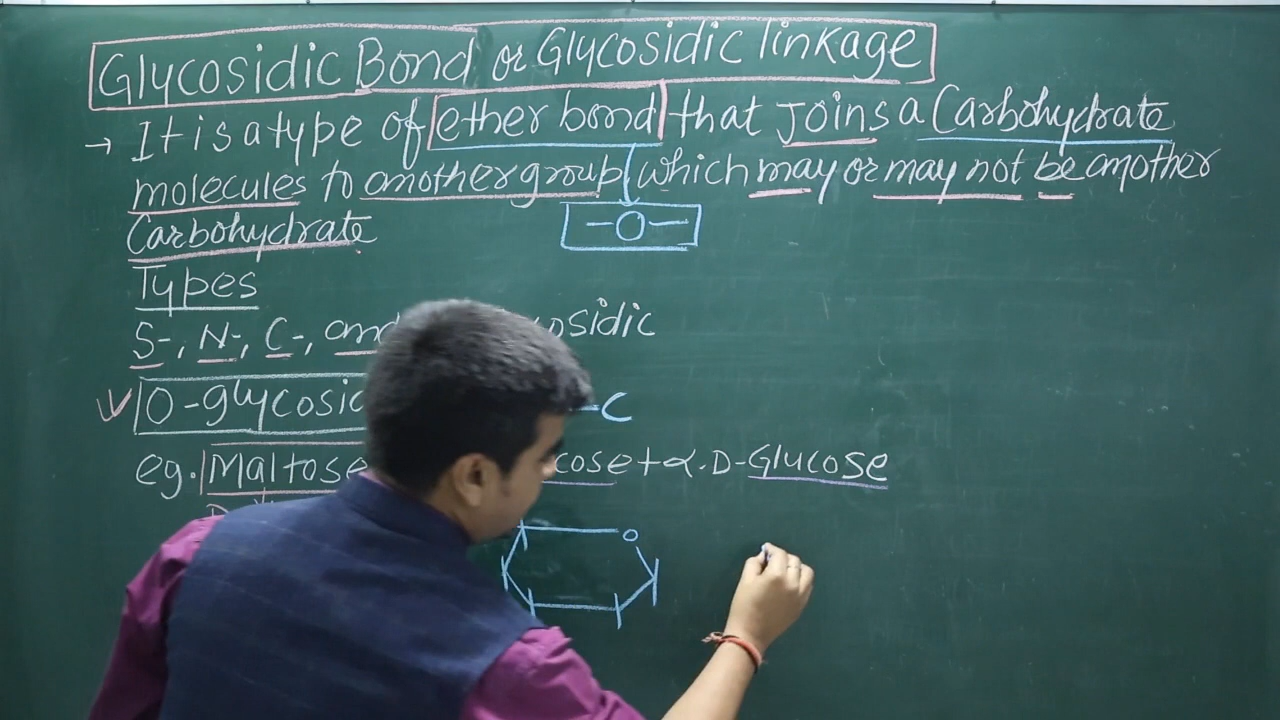 Glycosidic Bond or Glycosidic linkage
→ It is a type of ether bond that Joins a Carbohydrate
molecules to another group which may or may not be another
-O-
Carbohydrate
Types
S-, N-, C-, and osidic
O-glycosid -C
eg. Maltose cose + α.D-Glucose
O